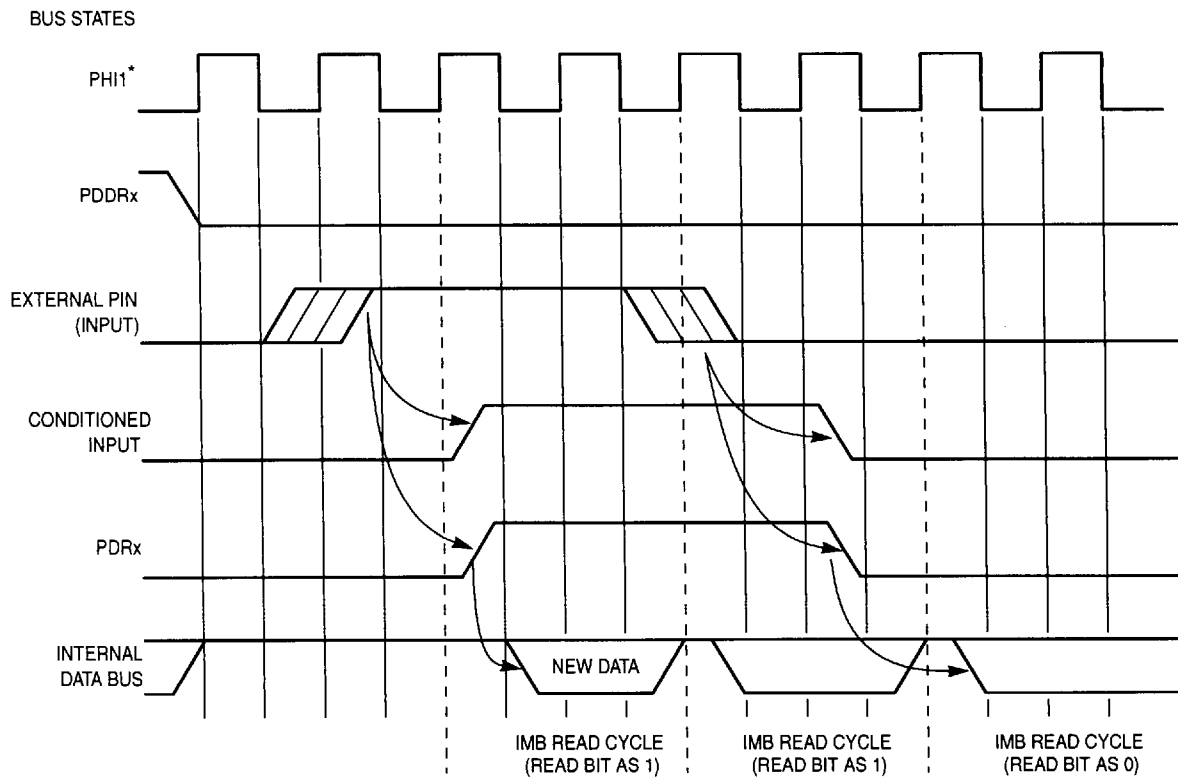 BUS STATES
PHI1*
PDDRx
EXTERNAL PIN
(INPUT)
CONDITIONED
INPUT
PDRx
INTERNAL
DATA BUS
NEW DATA
IMB READ CYCLE
(READ BIT AS 1)
IMB READ CYCLE
(READ BIT AS 1)
IMB READ CYCLE
(READ BIT AS 0)